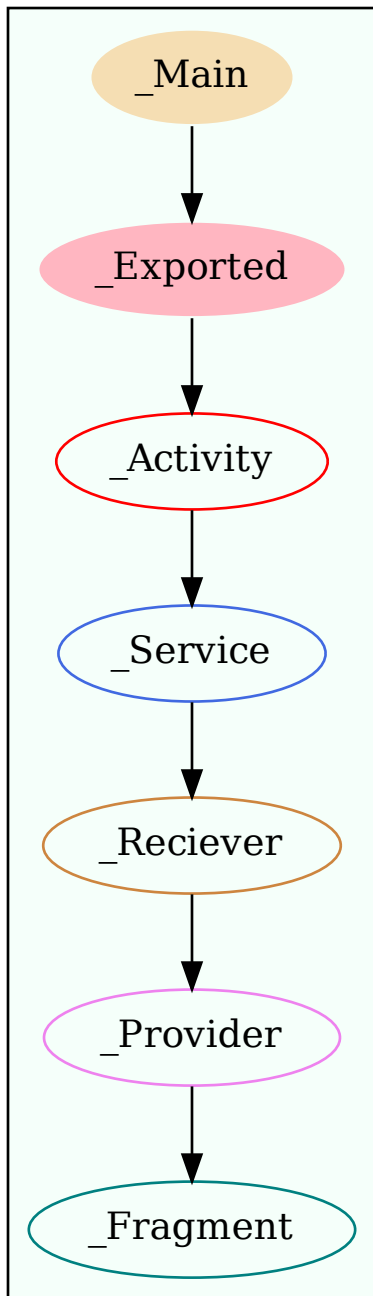 _Main
_Exported
_Activity
_Service
_Reciever
_Provider
_Fragment